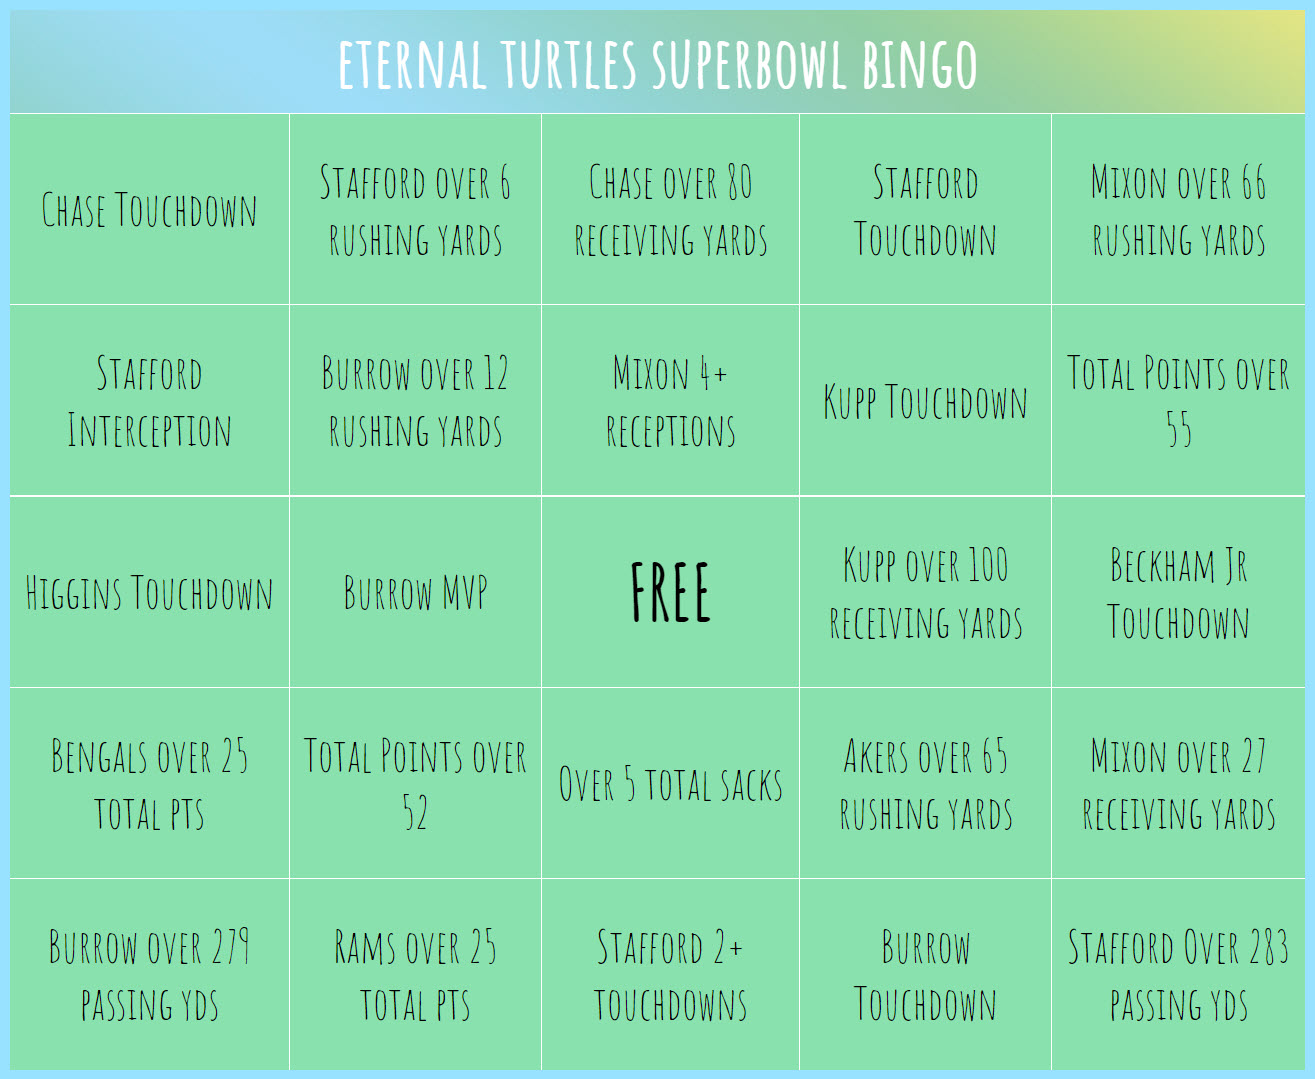 ETERNAL TURTLES SUPERBOWL BINGO
Chase Touchdown
Stafford over 6
rushing yards
Chase over 80
receiving yards
Stafford
Touchdown
Mixon over 66
rushing yards
Stafford
Interception
Burrow over 12
rushing yards
Mixon 4+
receptions
Kupp Touchdown
Total Points over
55
Higgins Touchdown
Burrow MVP
FREE
Kupp over 100
receiving yards
Beckham Jr
Touchdown
Bengals over 25
total pts
Total Points over
52
Over 5 total sacks
Akers over 65
rushing yards
Mixon over 27
receiving yards
Burrow over 279
passing yds
Rams over 25
total pts
Stafford 2+
touchdowns
Burrow
Touchdown
Stafford Over 283
passing yds